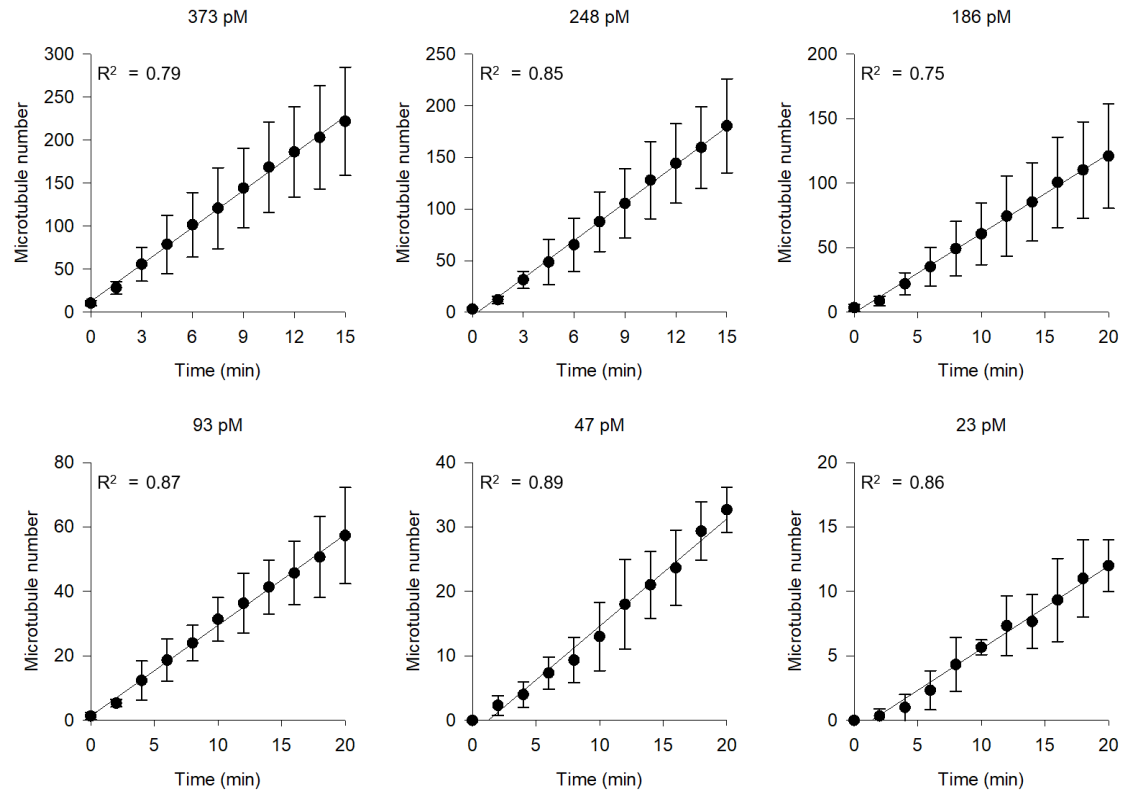 373 pM
R² = 0.79
Microtubule number
300
250
200
150
100
50
0
0 3 6 9 12 15
Time (min)
248 pM
R² = 0.85
Microtubule number
250
200
150
100
50
0
0 3 6 9 12 15
Time (min)
186 pM
R² = 0.75
Microtubule number
200
150
100
50
0
0 5 10 15 20
Time (min)
93 pM
R² = 0.87
Microtubule number
80
60
40
20
0
0 5 10 15 20
Time (min)
47 pM
R² = 0.89
Microtubule number
40
30
20
10
0
0 5 10 15 20
Time (min)
23 pM
R² = 0.86
Microtubule number
20
15
10
5
0
0 5 10 15 20
Time (min)